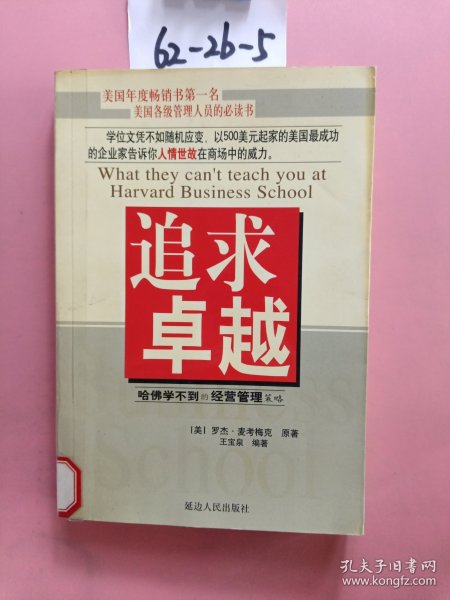 62-2b-5
美国年度畅销书第一名
美国各级管理人员的必读书
学位文凭不如随机应变，以500美元起家的美国最成功
的企业家告诉你人情世故在商场中的威力。
What they can't teach you at
Harvard Business School
追求
卓越
哈佛学不到的经营管理策略
［美］罗杰·麦考梅克 原著
王宝泉 编著
School
延边人民出版社
孔夫子旧书网
www.kongfz.com